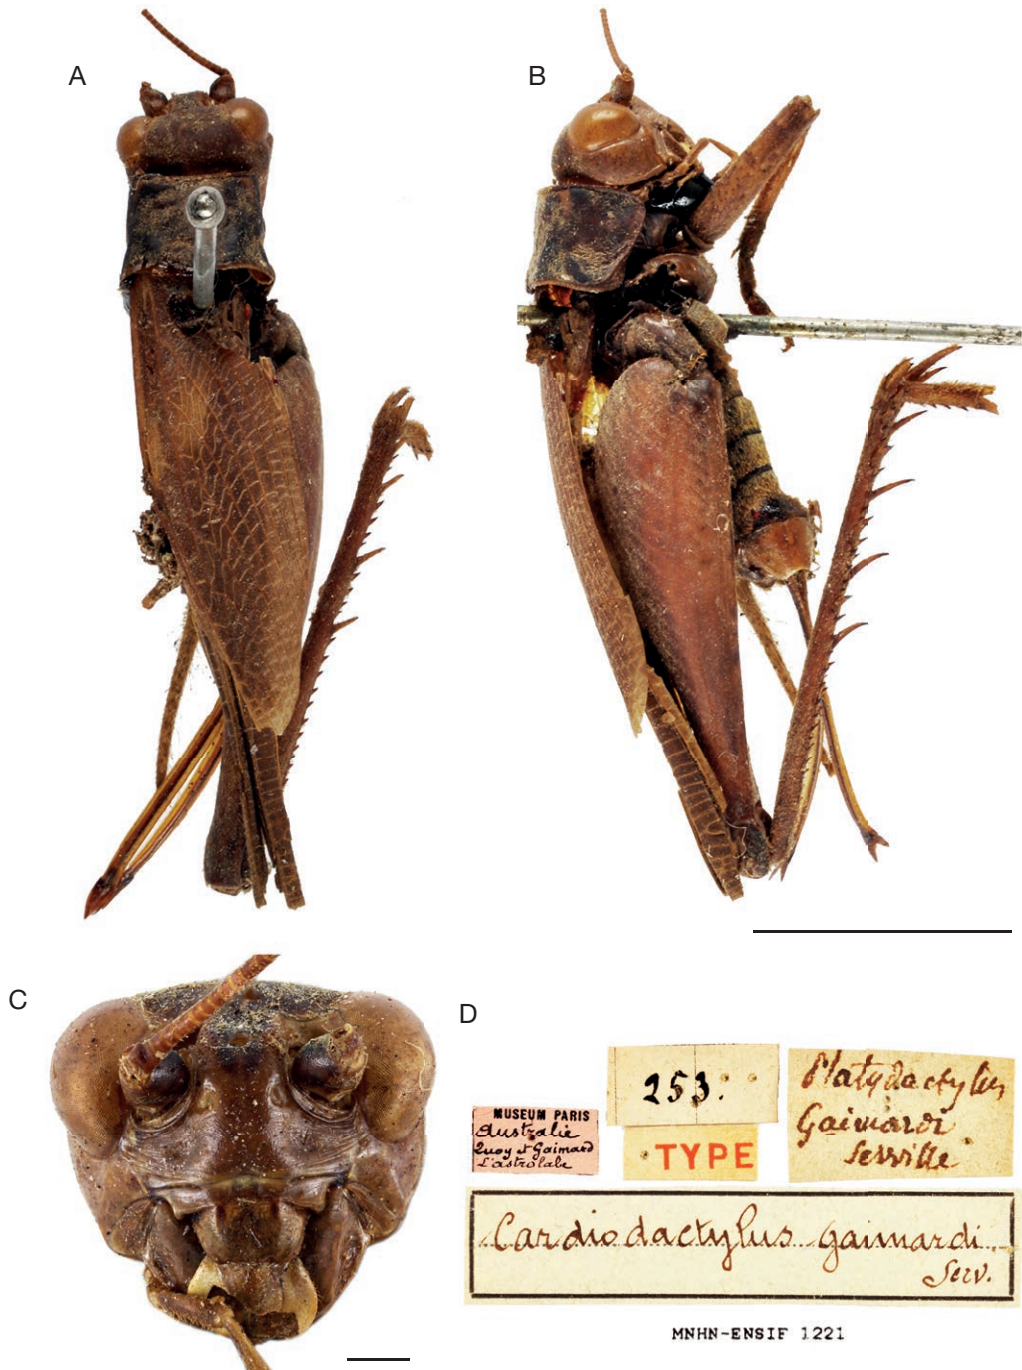 A
B
C
D
MUSEUM PARIS
Australie
Quoy et Gaimard
L'astrolabe
253.
TYPE
Platydactylus
Gaimardi
Serville
Cardiodactylus gaimardi
Serv.
MNHN-ENSIF 1221